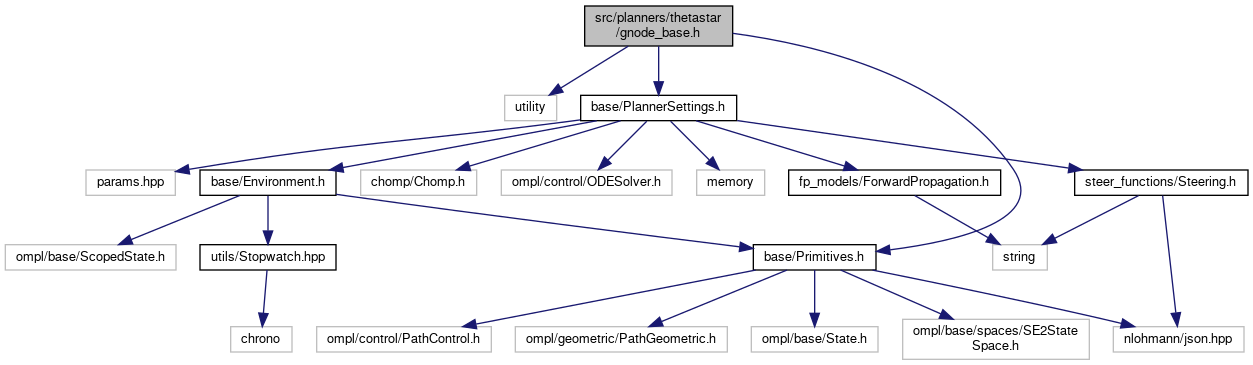 src/planners/thetastar
/gnode_base.h
utility
base/PlannerSettings.h
params.hpp
base/Environment.h
chomp/Chomp.h
ompl/control/ODESolver.h
memory
fp_models/ForwardPropagation.h
steer_functions/Steering.h
ompl/base/ScopedState.h
utils/Stopwatch.hpp
base/Primitives.h
string
chrono
ompl/control/PathControl.h
ompl/geometric/PathGeometric.h
ompl/base/State.h
ompl/base/spaces/SE2State
Space.h
nlohmann/json.hpp